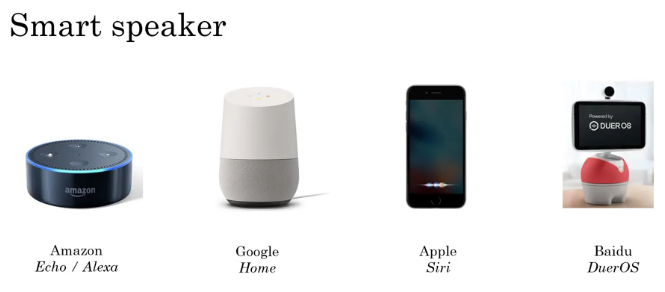 Smart speaker
amazon
Powered by
DUER OS
Amazon
Echo / Alexa
Google
Home
Apple
Siri
Baidu
DuerOS